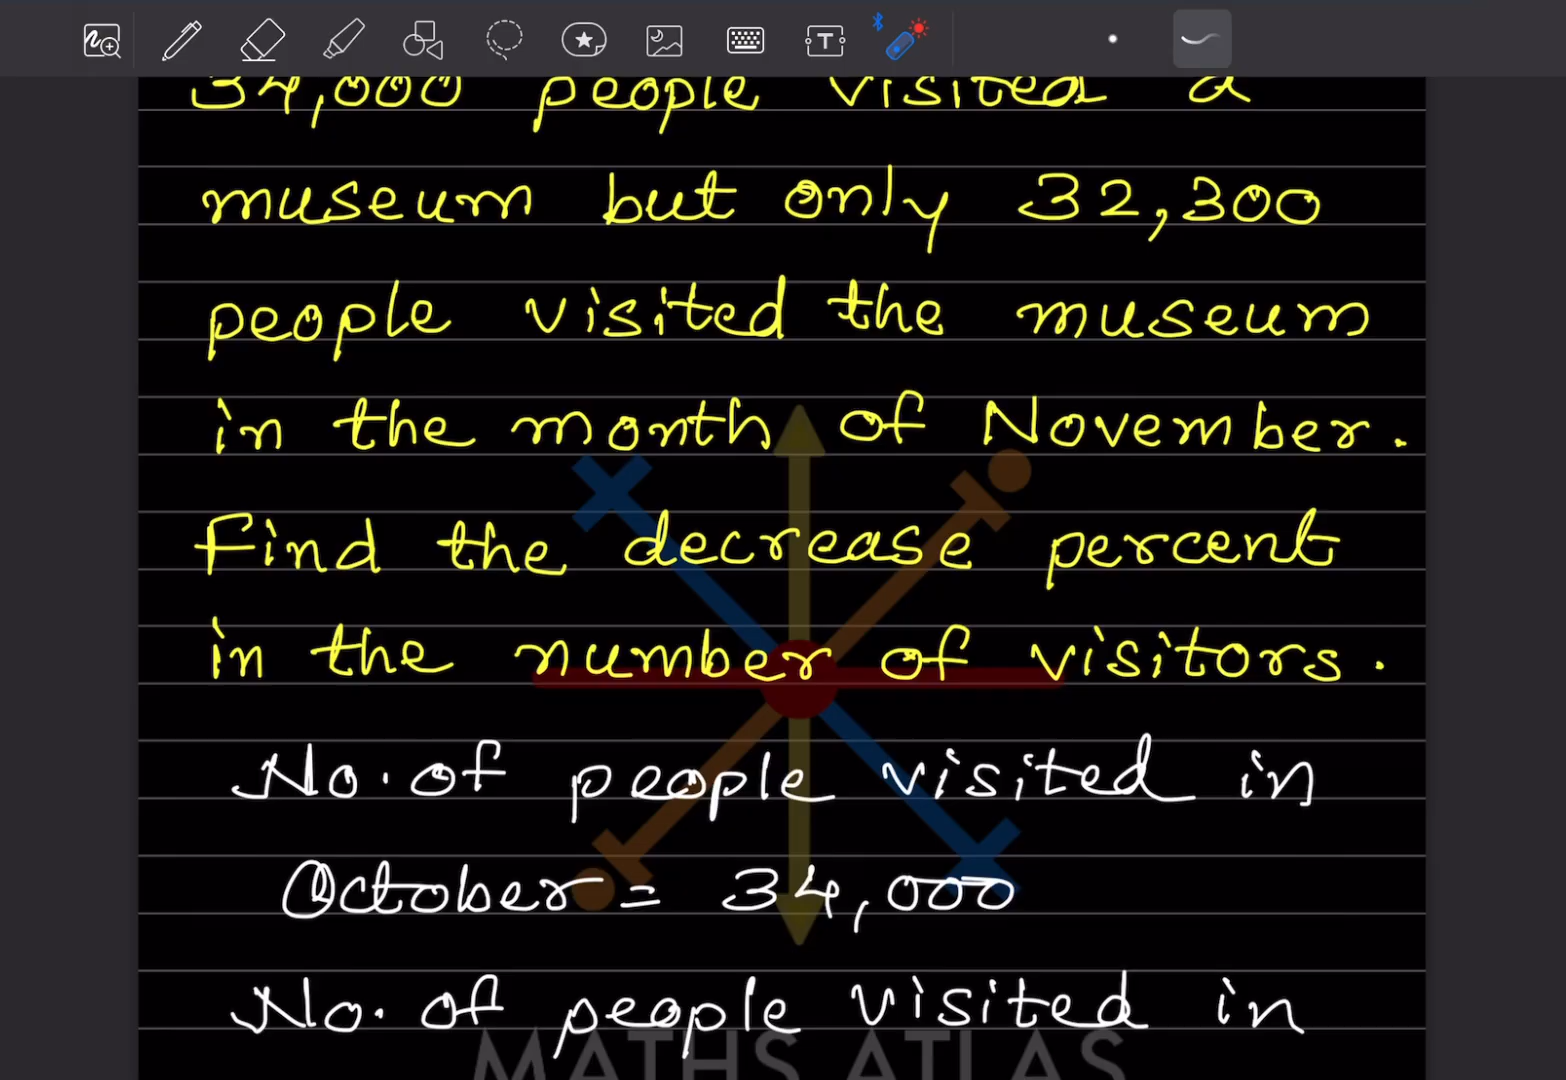 34,000 people visited a
museum but only 32,300
people visited the museum
in the month of November.
Find the decrease percent
in the number of visitors.
No. of people visited in
October = 34,000
No. of people visited in
MATHS ATLAS